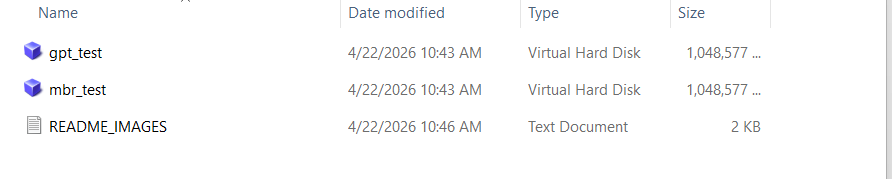 Name Date modified Type Size
gpt_test 4/22/2026 10:43 AM Virtual Hard Disk 1,048,577 ...
mbr_test 4/22/2026 10:43 AM Virtual Hard Disk 1,048,577 ...
README_IMAGES 4/22/2026 10:46 AM Text Document 2 KB